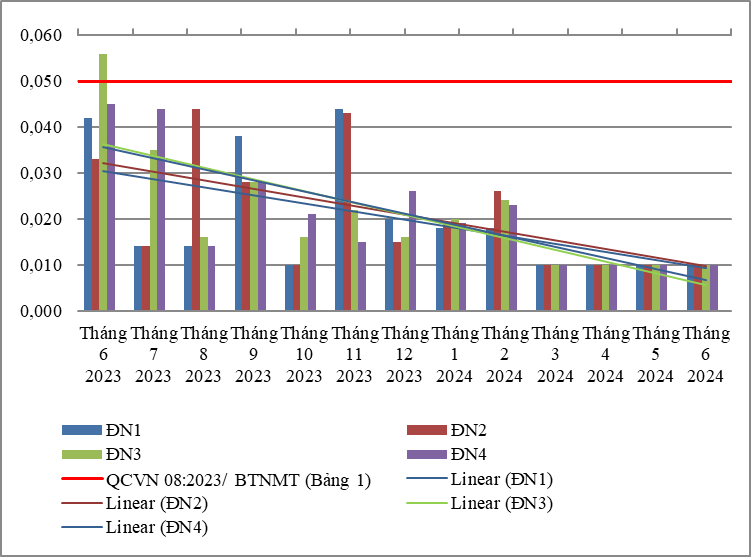 0,060
0,050
0,040
0,030
0,020
0,010
0,000
Tháng 6 2023
Tháng 7 2023
Tháng 8 2023
Tháng 9 2023
Tháng 10 2023
Tháng 11 2023
Tháng 12 2023
Tháng 1 2024
Tháng 2 2024
Tháng 3 2024
Tháng 4 2024
Tháng 5 2024
Tháng 6 2024
ĐN1
ĐN2
ĐN3
ĐN4
QCVN 08:2023/ BTNMT (Bảng 1)
Linear (ĐN1)
Linear (ĐN2)
Linear (ĐN3)
Linear (ĐN4)